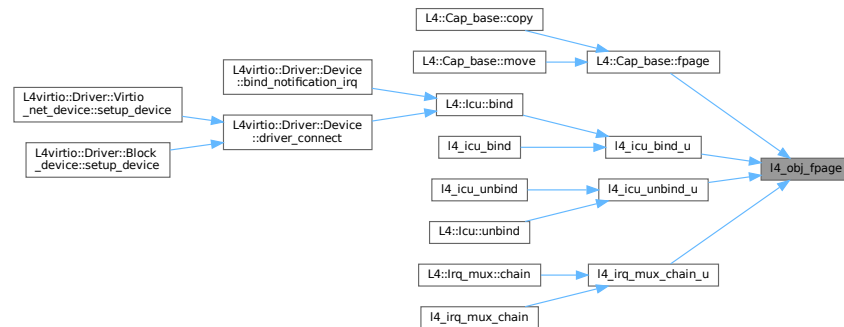 L4::Cap_base::copy
L4::Cap_base::move
L4::Cap_base::fpage
L4virtio::Driver::Device
::bind_notification_irq
L4::Icu::bind
L4virtio::Driver::Virtio
_net_device::setup_device
L4virtio::Driver::Device
::driver_connect
L4virtio::Driver::Block
_device::setup_device
l4_icu_bind
l4_icu_bind_u
l4_obj_fpage
l4_icu_unbind
l4_icu_unbind_u
L4::Icu::unbind
L4::Irq_mux::chain
l4_irq_mux_chain_u
l4_irq_mux_chain